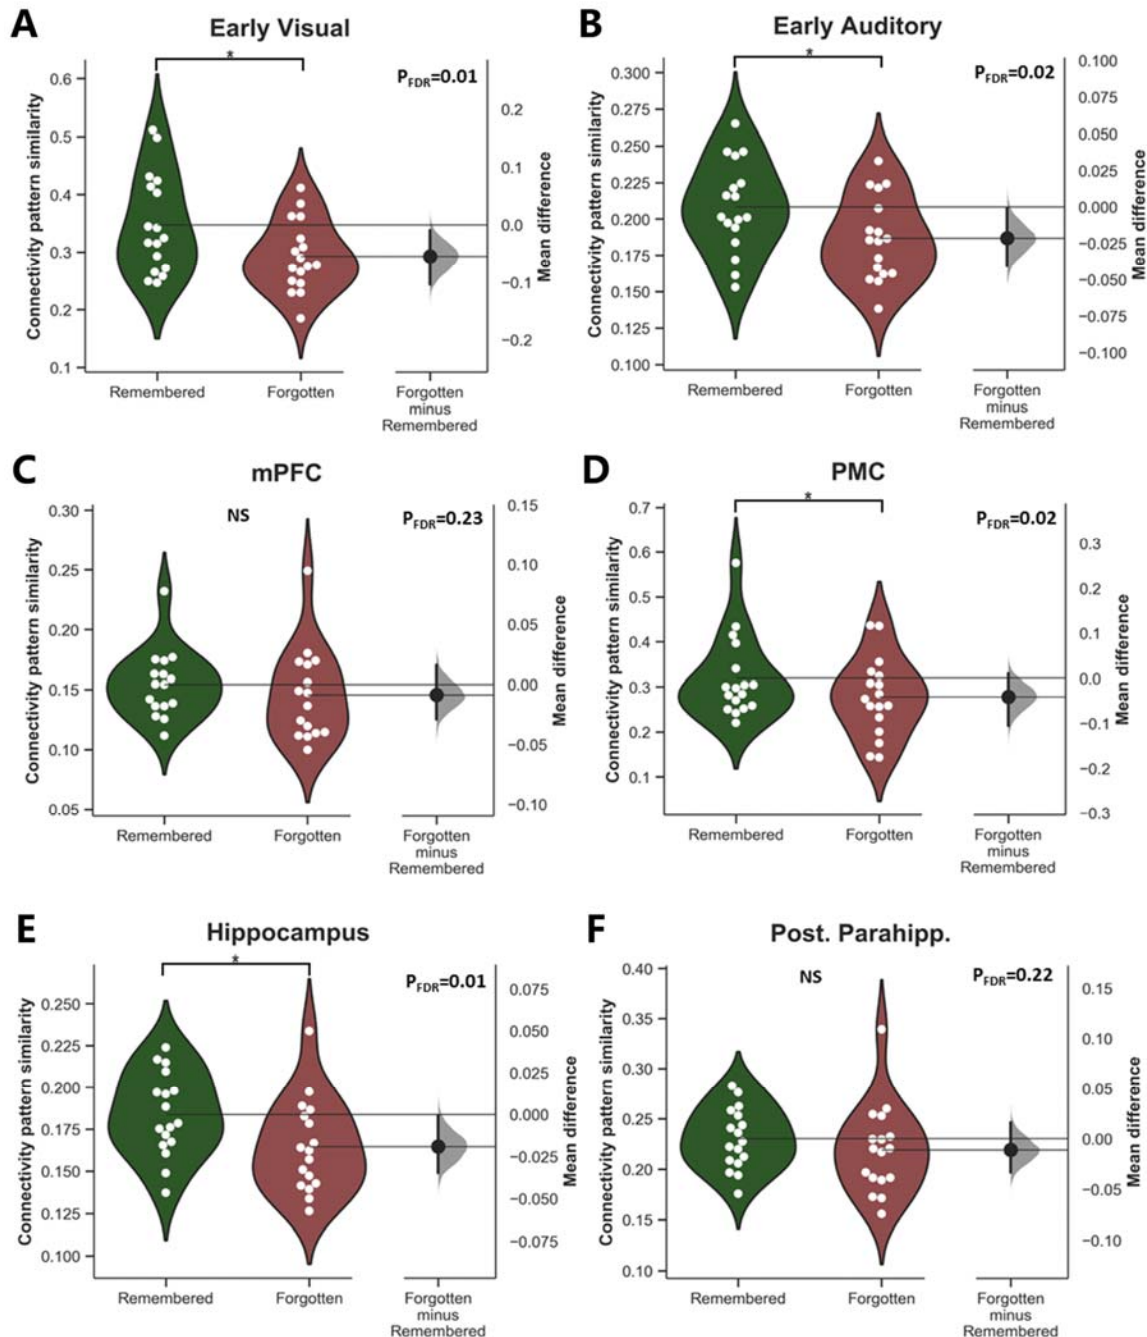 A
Early Visual
*
P_FDR=0.01
Connectivity pattern similarity
0.6
0.5
0.4
0.3
0.2
0.1
0.2
0.1
0.0
−0.1
−0.2
Mean difference
Remembered
Forgotten
Forgotten
minus
Remembered
B
Early Auditory
*
P_FDR=0.02
Connectivity pattern similarity
0.300
0.275
0.250
0.225
0.200
0.175
0.150
0.125
0.100
0.100
0.075
0.050
0.025
0.000
−0.025
−0.050
−0.075
−0.100
Mean difference
Remembered
Forgotten
Forgotten
minus
Remembered
C
mPFC
NS
P_FDR=0.23
Connectivity pattern similarity
0.30
0.25
0.20
0.15
0.10
0.05
0.15
0.10
0.05
0.00
−0.05
−0.10
Mean difference
Remembered
Forgotten
Forgotten
minus
Remembered
D
PMC
*
P_FDR=0.02
Connectivity pattern similarity
0.7
0.6
0.5
0.4
0.3
0.2
0.1
0.3
0.2
0.1
0.0
−0.1
−0.2
−0.3
Mean difference
Remembered
Forgotten
Forgotten
minus
Remembered
E
Hippocampus
*
P_FDR=0.01
Connectivity pattern similarity
0.250
0.225
0.200
0.175
0.150
0.125
0.100
0.075
0.050
0.025
0.000
−0.025
−0.050
−0.075
Mean difference
Remembered
Forgotten
Forgotten
minus
Remembered
F
Post. Parahipp.
NS
P_FDR=0.22
Connectivity pattern similarity
0.40
0.35
0.30
0.25
0.20
0.15
0.10
0.15
0.10
0.05
0.00
−0.05
−0.10
Mean difference
Remembered
Forgotten
Forgotten
minus
Remembered